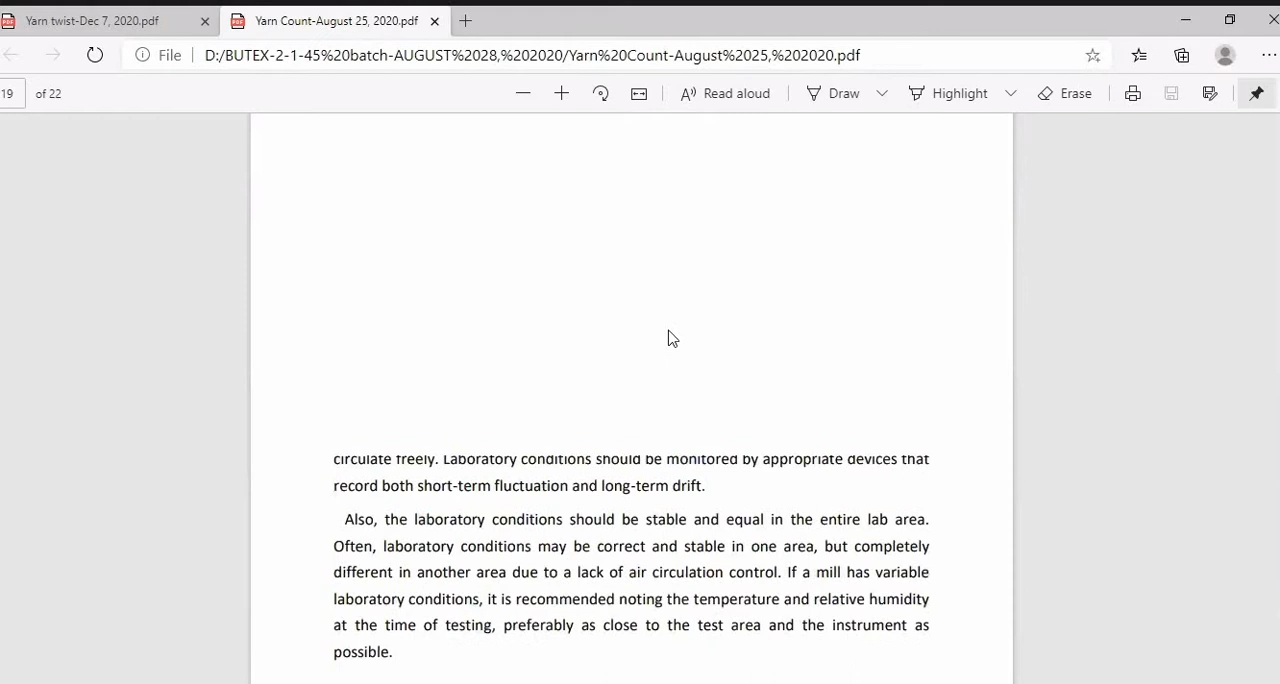 Yarn twist-Dec 7, 2020.pdf
Yarn Count-August 25, 2020.pdf
File
D:/BUTEX-2-1-45%20batch-AUGUST%2028,%202020/Yarn%20Count-August%2025,%202020.pdf
19 of 22
Read aloud
Draw
Highlight
Erase
circulate freely. Laboratory conditions should be monitored by appropriate devices that
record both short-term fluctuation and long-term drift.
Also, the laboratory conditions should be stable and equal in the entire lab area.
Often, laboratory conditions may be correct and stable in one area, but completely
different in another area due to a lack of air circulation control. If a mill has variable
laboratory conditions, it is recommended noting the temperature and relative humidity
at the time of testing, preferably as close to the test area and the instrument as
possible.